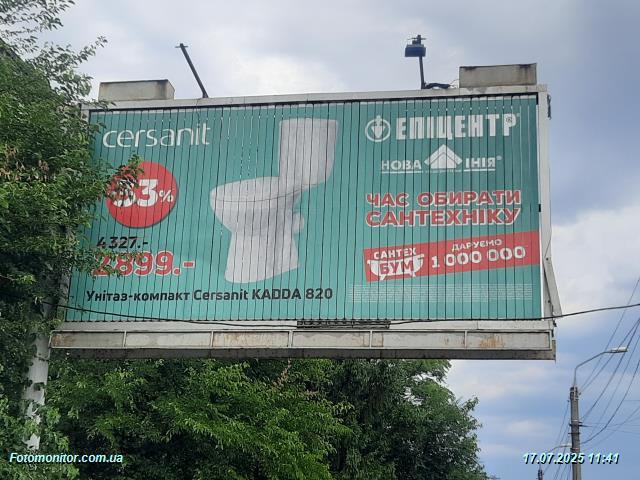 cersanit
ЕПІЦЕНТР®
НОВА ІНІЯ®
33%
ЧАС ОБИРАТИ
САНТЕХНІКУ
4327.-
2899.-
САНТЕХ
БУМ
ДАРУЄМО
1 000 000
Унітаз-компакт Cersanit KADDA 820
Fotomonitor.com.ua
17.07.2025 11:41